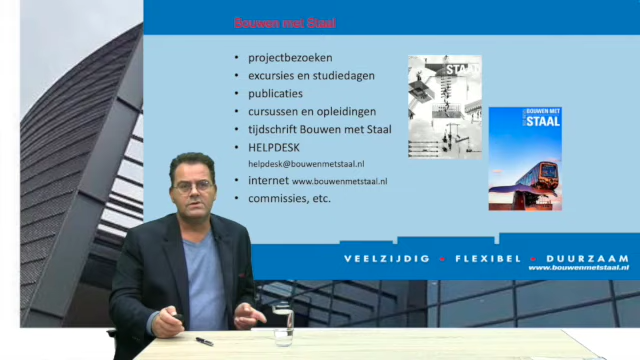 Bouwen met Staal
• projectbezoeken
• excursies en studiedagen
• publicaties
• cursussen en opleidingen
• tijdschrift Bouwen met Staal
• HELPDESK
helpdesk@bouwenmetstaal.nl
• internet www.bouwenmetstaal.nl
• commissies, etc.
STAAL
BOUWEN MET
STAAL
VEELZIJDIG • FLEXIBEL • DUURZAAM
www.bouwenmetstaal.nl